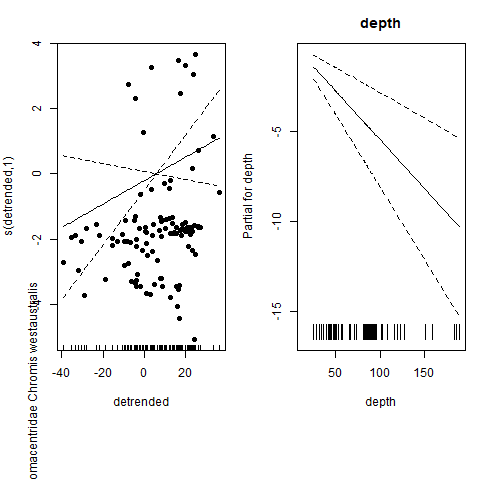 depth
s(detrended,1)
4
2
0
-2
-4
-40
-20
0
20
detrended
omacentridae Chromis westaustralis
Partial for depth
-5
-10
-15
50
100
150
depth